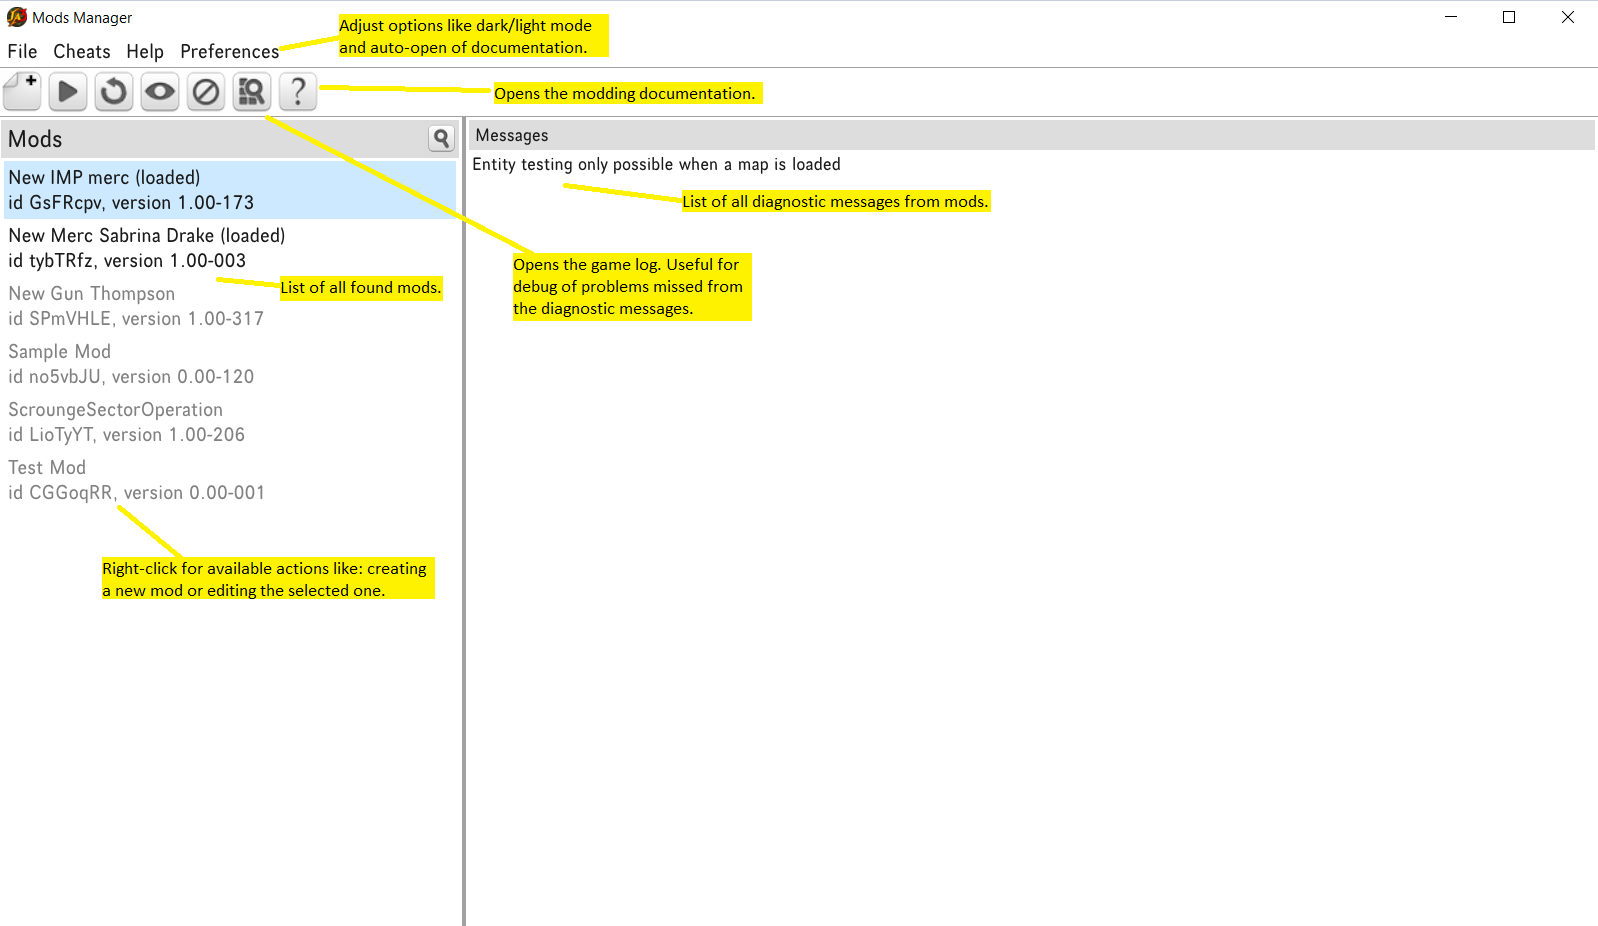 Mods Manager
File Cheats Help Preferences
Adjust options like dark/light mode
and auto-open of documentation.
?
Opens the modding documentation.
Mods
New IMP merc (loaded)
id GsFRcpv, version 1.00-173
New Merc Sabrina Drake (loaded)
id tybTRfz, version 1.00-003
List of all found mods.
New Gun Thompson
id SPmVHLE, version 1.00-317
Sample Mod
id no5vbJU, version 0.00-120
ScroungeSectorOperation
id LioTyYT, version 1.00-206
Test Mod
id CGGoqRR, version 0.00-001
Right-click for available actions like: creating
a new mod or editing the selected one.
Messages
Entity testing only possible when a map is loaded
List of all diagnostic messages from mods.
Opens the game log. Useful for
debug of problems missed from
the diagnostic messages.